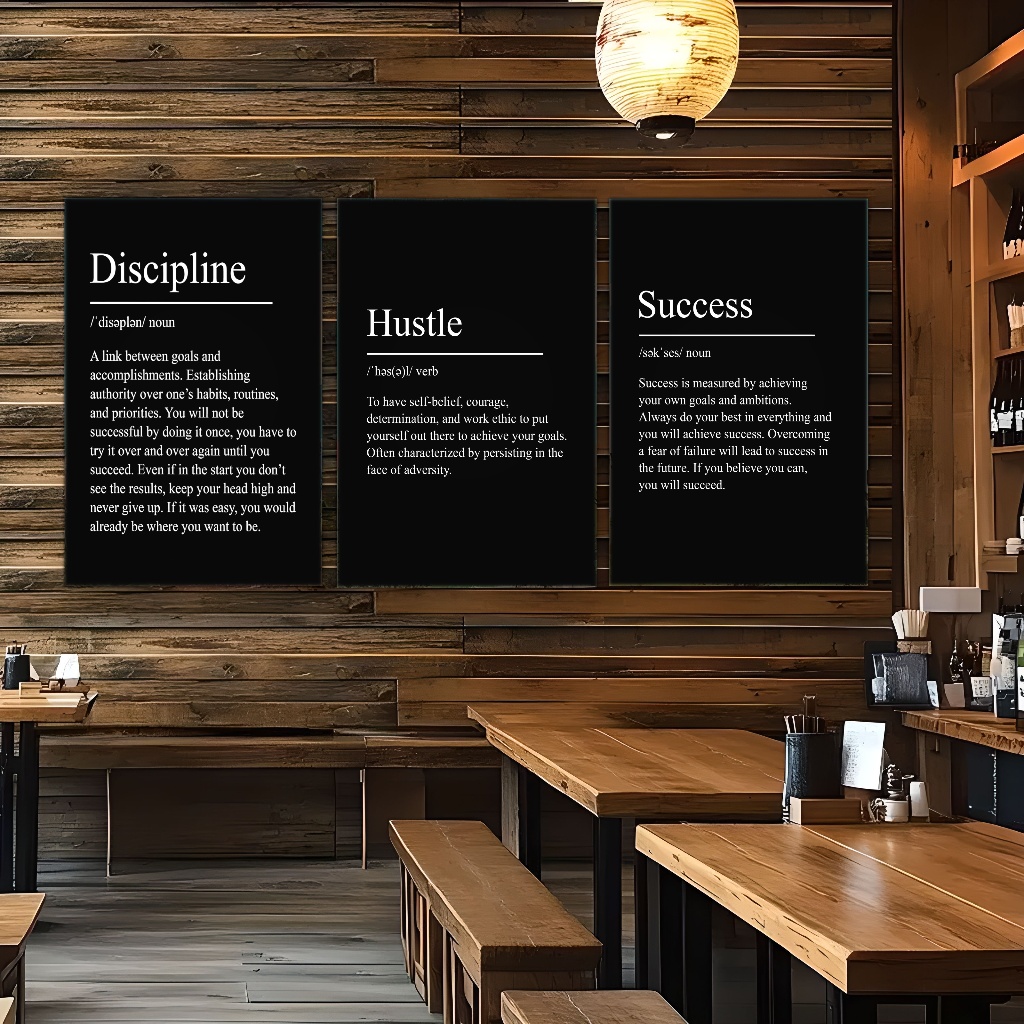 Discipline
/ˈdisəplən/ noun
A link between goals and
accomplishments. Establishing
authority over one’s habits, routines,
and priorities. You will not be
successful by doing it once, you have to
try it over and over again until you
succeed. Even if in the start you don’t
see the results, keep your head high and
never give up. If it was easy, you would
already be where you want to be.
Hustle
/ˈhəs(ə)l/ verb
To have self-belief, courage,
determination, and work ethic to put
yourself out there to achieve your goals.
Often characterized by persisting in the
face of adversity.
Success
/səkˈses/ noun
Success is measured by achieving
your own goals and ambitions.
Always do your best in everything and
you will achieve success. Overcoming
a fear of failure will lead to success in
the future. If you believe you can,
you will succeed.